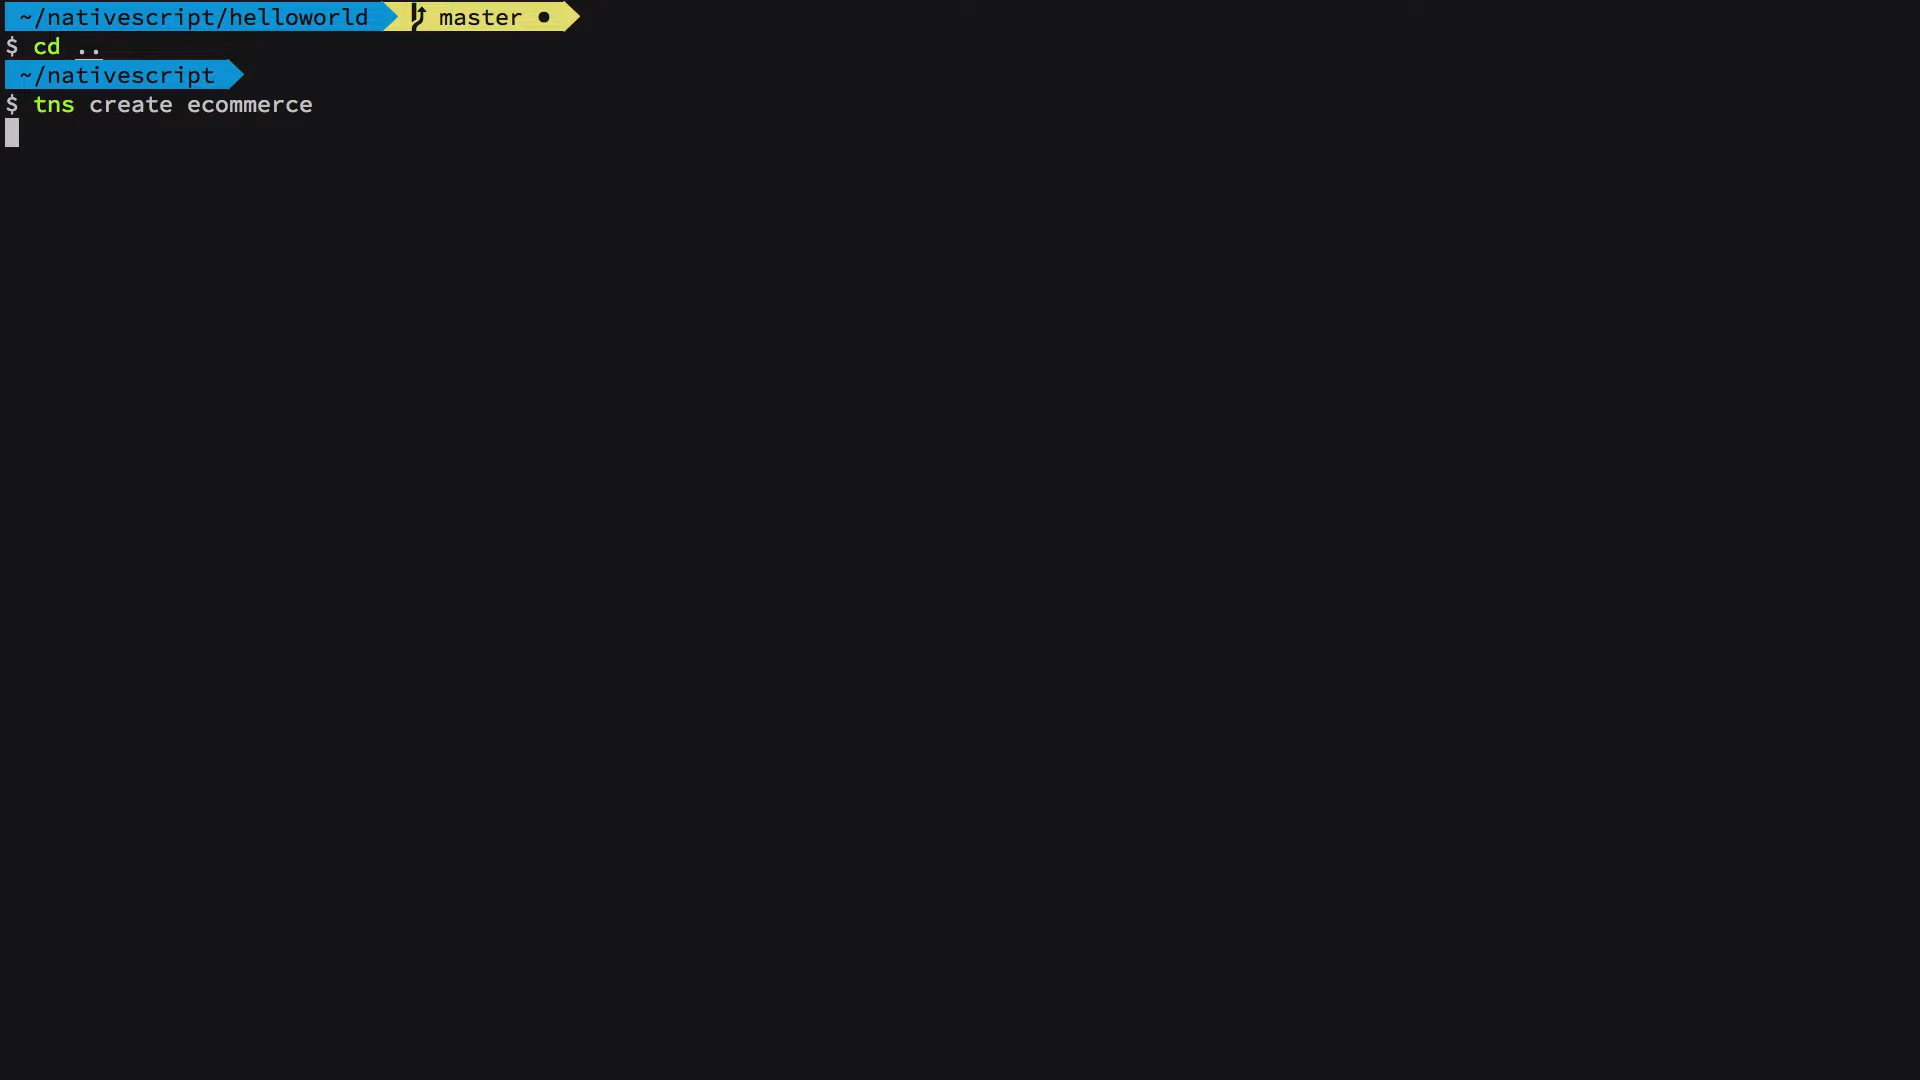 ~/nativescript/helloworld master ●
$ cd ..
~/nativescript
$ tns create ecommerce